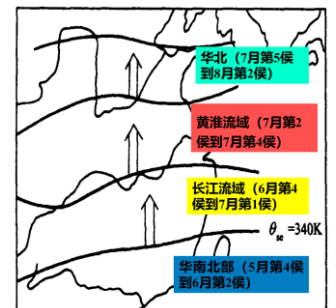 华北（7月第5侯
到8月第2侯）
黄淮流域（7月第2
侯到7月第4侯）
长江流域（6月第4
侯到7月第1侯）
θse =340K
华南北部（5月第4侯
到6月第2侯）